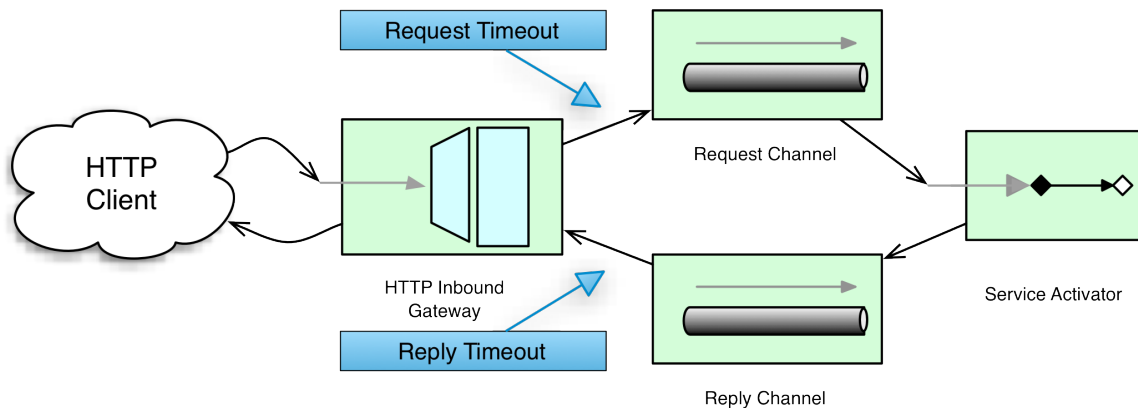 Request Timeout
HTTP
Client
Request Channel
HTTP Inbound
Gateway
Service Activator
Reply Timeout
Reply Channel